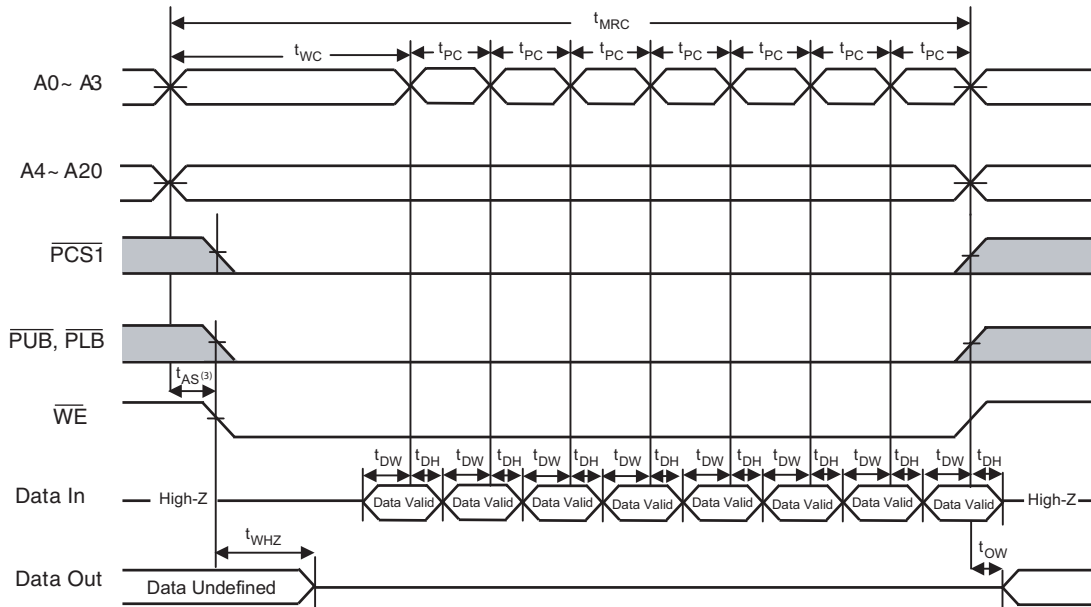 tMRC
tWC tPC tPC tPC tPC tPC tPC tPC
A0~ A3
A4~ A20
PCS1
PUB, PLB
tAS(3)
WE
tDW tDH tDW tDH tDW tDH tDW tDH tDW tDH tDW tDH tDW tDH tDW tDH
Data In High-Z Data Valid Data Valid Data Valid Data Valid Data Valid Data Valid Data Valid Data Valid High-Z
tWHZ tOW
Data Out Data Undefined